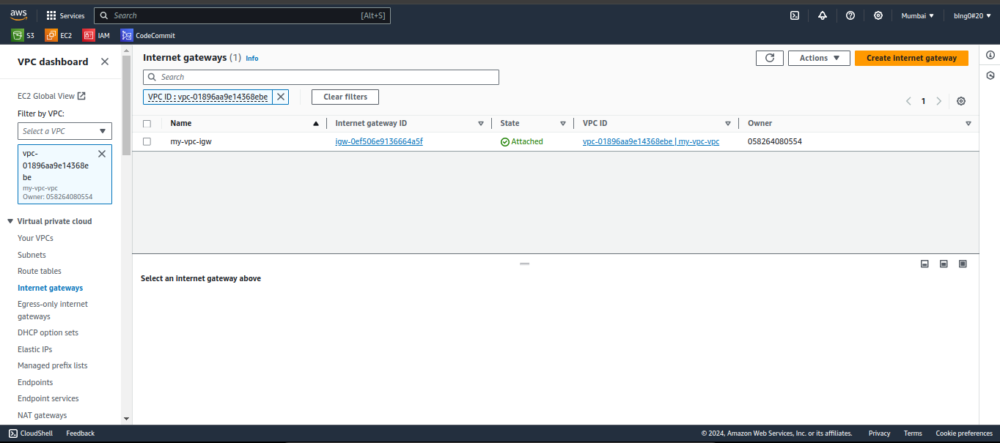 aws
Services
Search
[Alt+S]
Mumbai
blng0#20
S3
EC2
IAM
CodeCommit
VPC dashboard
EC2 Global View
Filter by VPC:
Select a VPC
vpc-
01896aa9e14368e
be
my-vpc-vpc
Owner: 058264080554
Virtual private cloud
Your VPCs
Subnets
Route tables
Internet gateways
Egress-only internet
gateways
DHCP option sets
Elastic IPs
Managed prefix lists
Endpoints
Endpoint services
NAT gateways
Internet gateways (1) Info
Actions
Create internet gateway
Search
VPC ID : vpc-01896aa9e14368ebe
Clear filters
1
Name Internet gateway ID State VPC ID Owner
my-vpc-igw igw-0ef506e9136664a5f Attached vpc-01896aa9e14368ebe | my-vpc-vpc 058264080554
Select an internet gateway above
CloudShell Feedback © 2024, Amazon Web Services, Inc. or its affiliates. Privacy Terms Cookie preferences